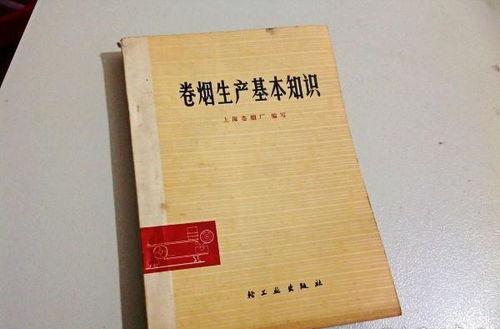 卷烟生产基本知识
上海卷烟厂 编写
轻工业出版社